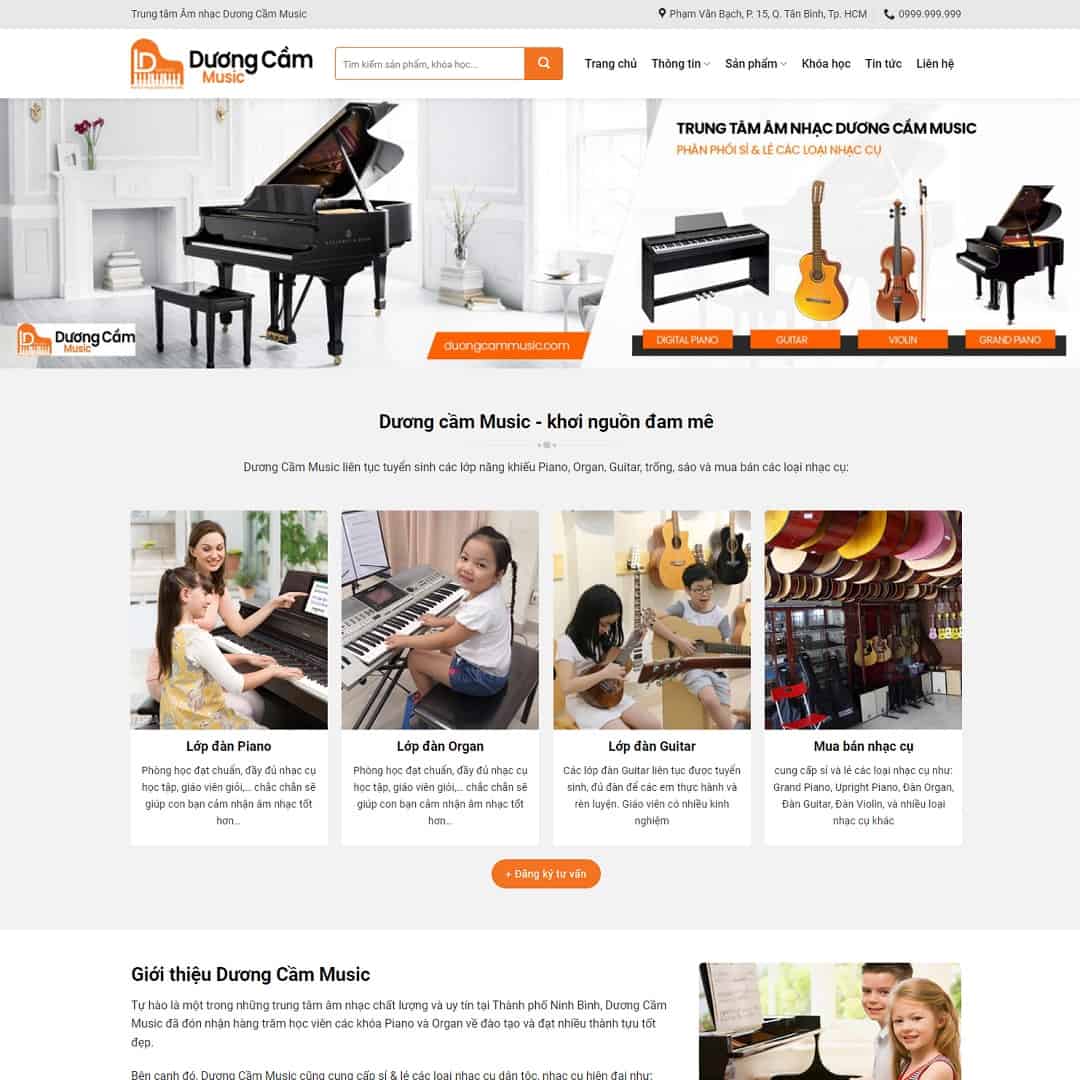 Trung tâm Âm nhạc Dương Cầm Music
Phạm Văn Bạch, P. 15, Q. Tân Bình, Tp. HCM
0999.999.999
Dương Cầm
Music
Tìm kiếm sản phẩm, khóa học...
Trang chủ
Thông tin
Sản phẩm
Khóa học
Tin tức
Liên hệ
TRUNG TÂM ÂM NHẠC DƯƠNG CẦM MUSIC
PHÂN PHỐI SỈ & LẺ CÁC LOẠI NHẠC CỤ
Dương Cầm
Music
duongcammusic.com
DIGITAL PIANO
GUITAR
VIOLIN
GRAND PIANO
Dương cầm Music - khơi nguồn đam mê
Dương Cầm Music liên tục tuyển sinh các lớp năng khiếu Piano, Organ, Guitar, trống, sáo và mua bán các loại nhạc cụ:
Lớp đàn Piano
Phòng học đạt chuẩn, đầy đủ nhạc cụ
học tập, giáo viên giỏi,... chắc chắn sẽ
giúp con bạn cảm nhận âm nhạc tốt
hơn...
Lớp đàn Organ
Phòng học đạt chuẩn, đầy đủ nhạc cụ
học tập, giáo viên giỏi,... chắc chắn sẽ
giúp con bạn cảm nhận âm nhạc tốt
hơn...
Lớp đàn Guitar
Các lớp đàn Guitar liên tục được tuyển
sinh, đủ đàn để các em thực hành và
rèn luyện. Giáo viên có nhiều kinh
nghiệm
Mua bán nhạc cụ
cung cấp sỉ và lẻ các loại nhạc cụ như:
Grand Piano, Upright Piano, Đàn Organ,
Đàn Guitar, Đàn Violin, và nhiều loại
nhạc cụ khác
+ Đăng ký tư vấn
Giới thiệu Dương Cầm Music
Tự hào là một trong những trung tâm âm nhạc chất lượng và uy tín tại Thành phố Ninh Bình, Dương Cầm
Music đã đón nhận hàng trăm học viên các khóa Piano và Organ về đào tạo và đạt nhiều thành tựu tốt
đẹp.
Bên cạnh đó, Dương Cầm Music cũng cung cấp sỉ & lẻ các loại nhạc cụ dân tộc, nhạc cụ hiện đại như: